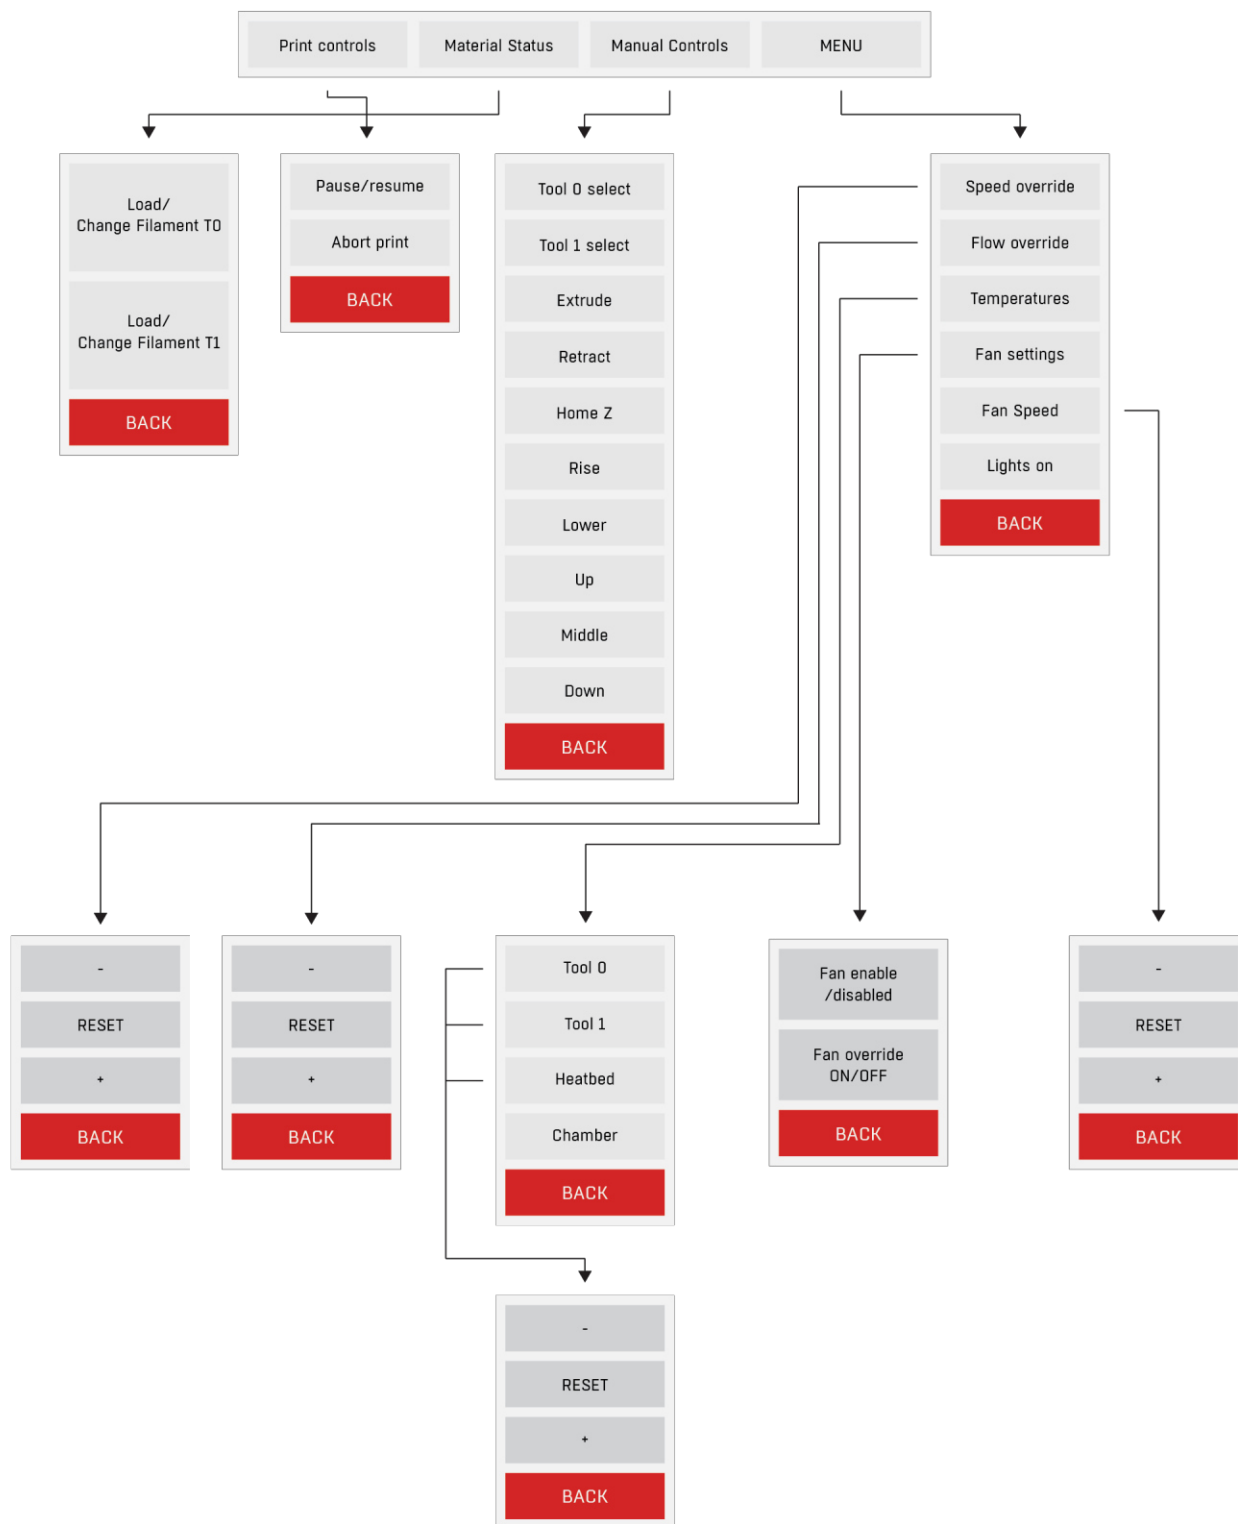 Print controls
Material Status
Manual Controls
MENU
Load/
Change Filament T0
Load/
Change Filament T1
BACK
Pause/resume
Abort print
BACK
Tool 0 select
Tool 1 select
Extrude
Retract
Home Z
Rise
Lower
Up
Middle
Down
BACK
Speed override
Flow override
Temperatures
Fan settings
Fan Speed
Lights on
BACK
-
RESET
+
BACK
-
RESET
+
BACK
Tool 0
Tool 1
Heatbed
Chamber
BACK
Fan enable
/disabled
Fan override
ON/OFF
BACK
-
RESET
+
BACK
-
RESET
+
BACK